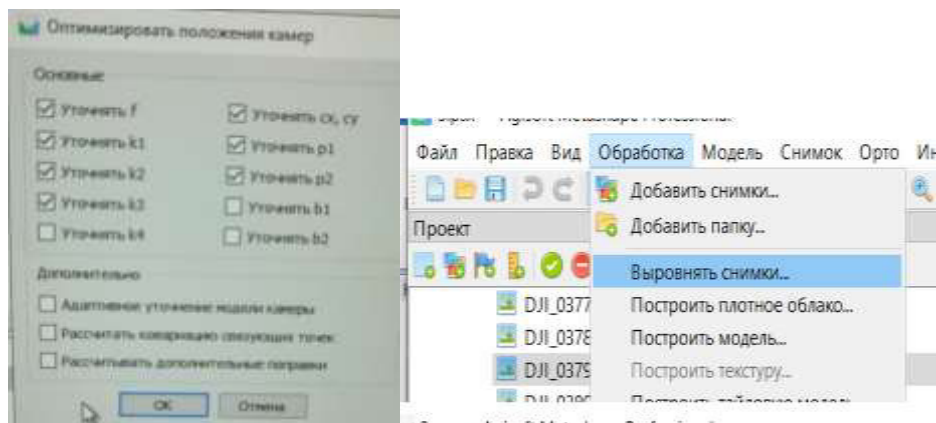 Оптимизировать положения камер
Основные
Уточнять f
Уточнять cx, cy
Уточнять k1
Уточнять p1
Уточнять k2
Уточнять p2
Уточнять k3
Уточнять b1
Уточнять k4
Уточнять b2
Дополнительно
Адаптивное уточнение модели камеры
Рассчитать ковариацию связующих точек
Рассчитывать дополнительные поправки
OK
Отмена
Файл Правка Вид Обработка Модель Снимок Орто
Добавить снимки...
Добавить папку...
Проект
Выровнять снимки...
DJI_0377
Построить плотное облако...
DJI_0378
Построить модель...
DJI_0379
Построить текстуру...